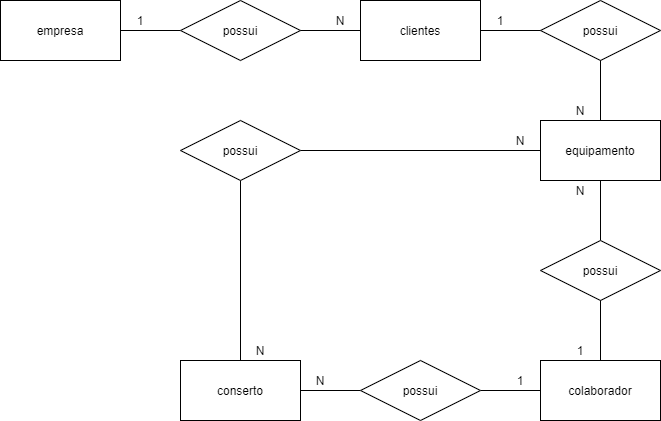 empresa
1
possui
N
clientes
1
possui
N
possui
N
equipamento
N
possui
N
1
conserto
N
possui
1
colaborador